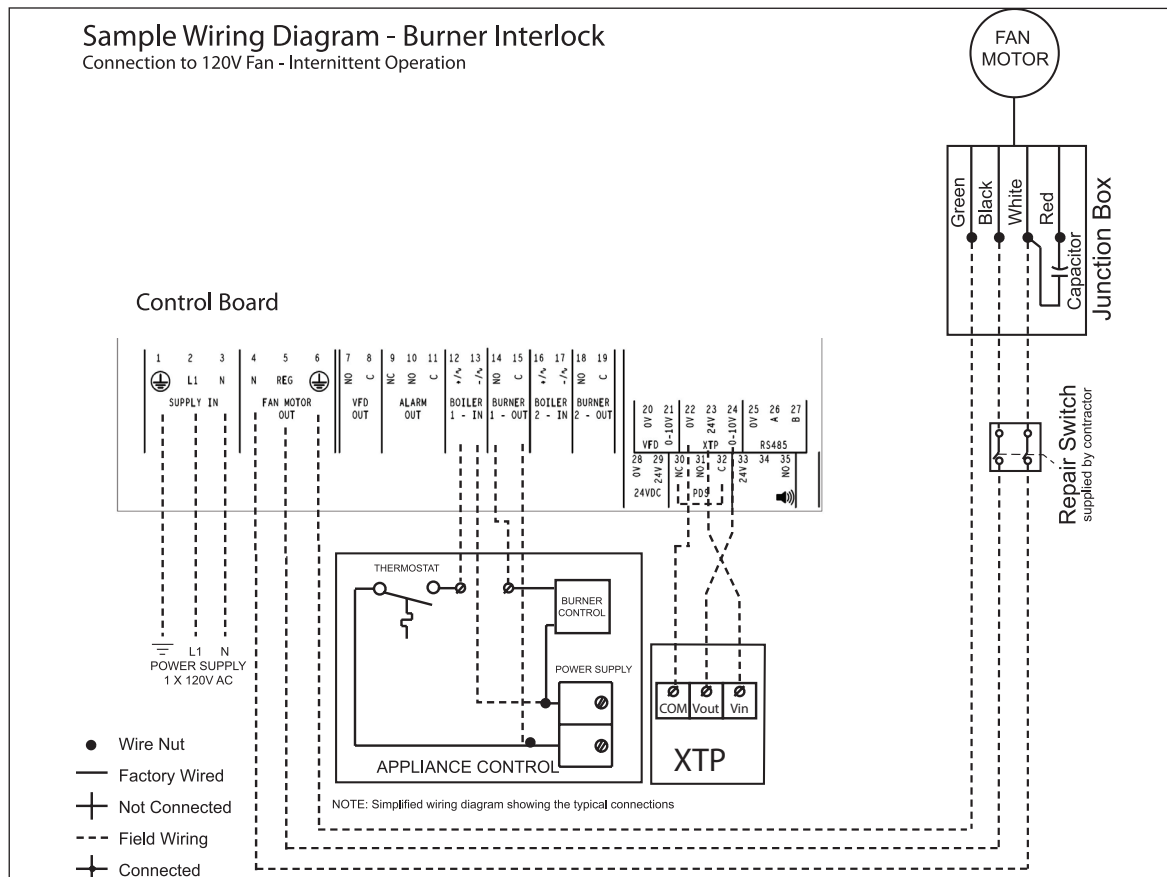 Sample Wiring Diagram - Burner Interlock
Connection to 120V Fan - Internittent Operation
FAN
MOTOR
Green
Black
White
Red
Capacitor
Junction Box
Control Board
1 2 3 4 5 6 7 8 9 10 11 12 13 14 15 16 17 18 19
L1 N N REG NO C NC NO C +/∿ -/∿ NO C +/∿ -/∿ NO C
SUPPLY IN
FAN MOTOR
OUT
VFD
OUT
ALARM
OUT
BOILER
1 - IN
BURNER
1 - OUT
BOILER
2 - IN
BURNER
2 - OUT
20 21 22 23 24 25 26 27
0V 0-10V 0V 24V 0-10V 0V A B
VFD XTP RS485
28 29 30 31 32 33 34 35
0V 24V NC NO C 24V NO
24VDC PDS
Repair Switch
supplied by contractor
THERMOSTAT
BURNER
CONTROL
POWER SUPPLY
APPLIANCE CONTROL
COM Vout Vin
XTP
L1 N
POWER SUPPLY
1 X 120V AC
Wire Nut
Factory Wired
Not Connected
Field Wiring
Connected
NOTE: Simplified wiring diagram showing the typical connections